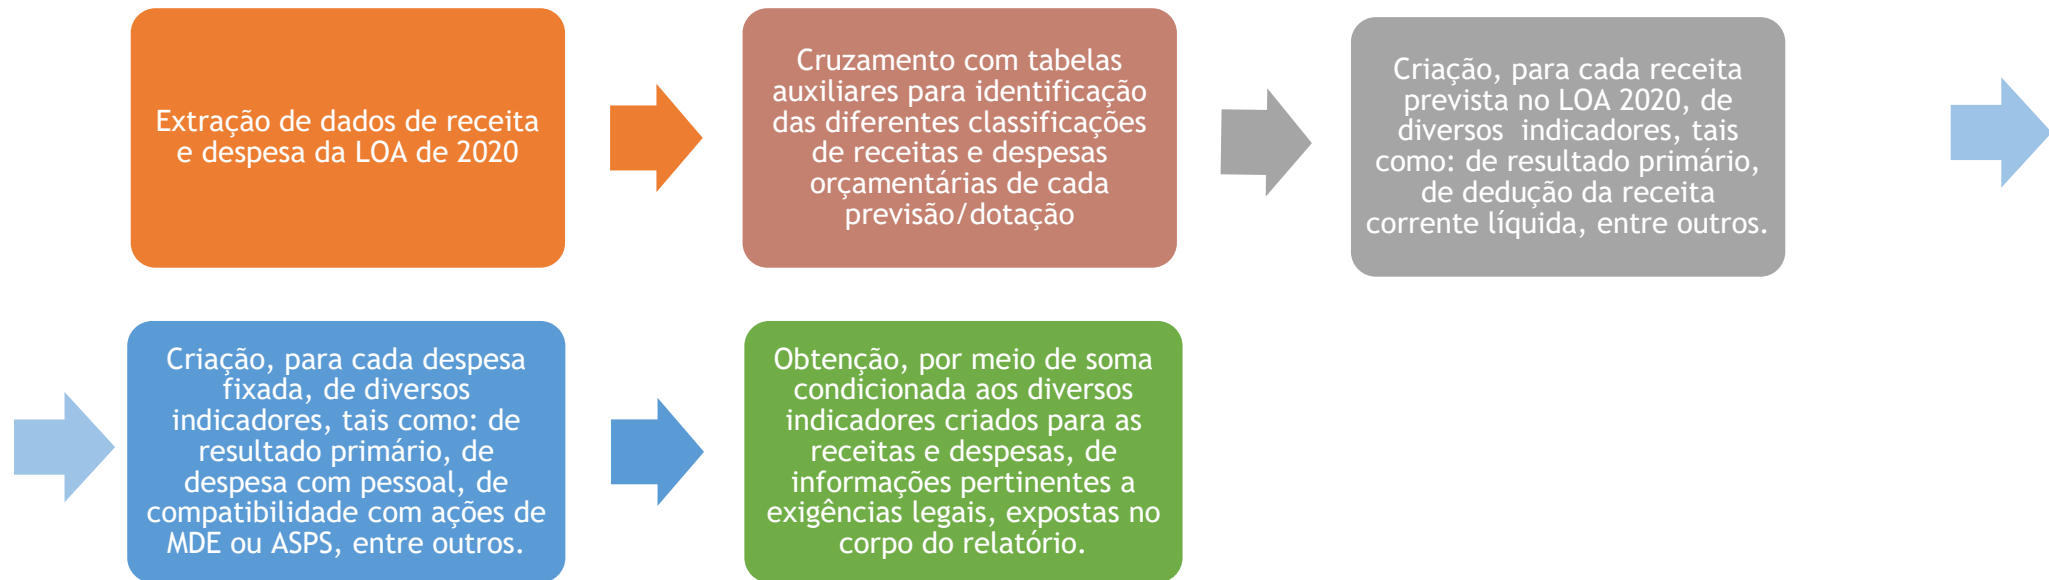 Extração de dados de receita
e despesa da LOA de 2020
Cruzamento com tabelas
auxiliares para identificação
das diferentes classificações
de receitas e despesas
orçamentárias de cada
previsão/dotação
Criação, para cada receita
prevista no LOA 2020, de
diversos indicadores, tais
como: de resultado primário,
de dedução da receita
corrente líquida, entre outros.
Criação, para cada despesa
fixada, de diversos
indicadores, tais como: de
resultado primário, de
despesa com pessoal, de
compatibilidade com ações de
MDE ou ASPS, entre outros.
Obtenção, por meio de soma
condicionada aos diversos
indicadores criados para as
receitas e despesas, de
informações pertinentes a
exigências legais, expostas no
corpo do relatório.